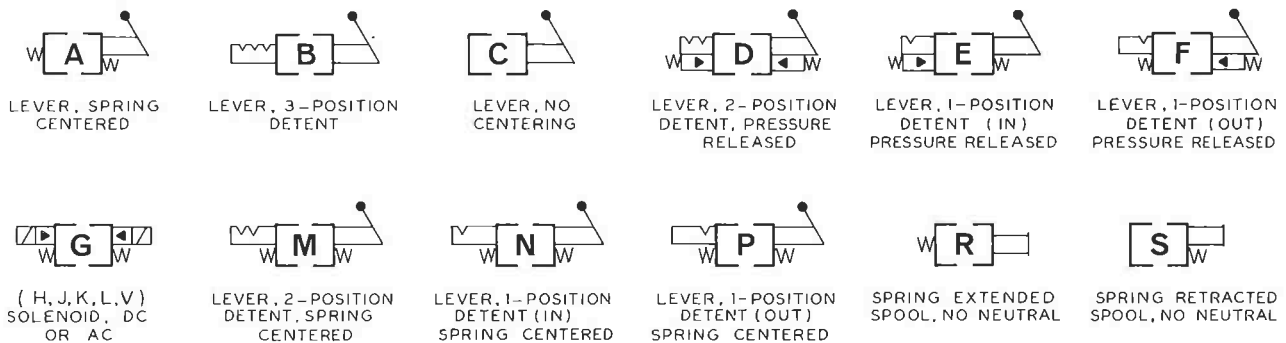 A
B
C
D
E
F
LEVER, SPRING
CENTERED
LEVER, 3-POSITION
DETENT
LEVER, NO
CENTERING
LEVER, 2-POSITION
DETENT, PRESSURE
RELEASED
LEVER, 1-POSITION
DETENT (IN)
PRESSURE RELEASED
LEVER, 1-POSITION
DETENT (OUT)
PRESSURE RELEASED
G
M
N
P
R
S
(H, J, K, L, V)
SOLENOID, DC
OR AC
LEVER, 2-POSITION
DETENT, SPRING
CENTERED
LEVER, 1-POSITION
DETENT (IN)
SPRING CENTERED
LEVER, 1-POSITION
DETENT (OUT)
SPRING CENTERED
SPRING EXTENDED
SPOOL, NO NEUTRAL
SPRING RETRACTED
SPOOL, NO NEUTRAL